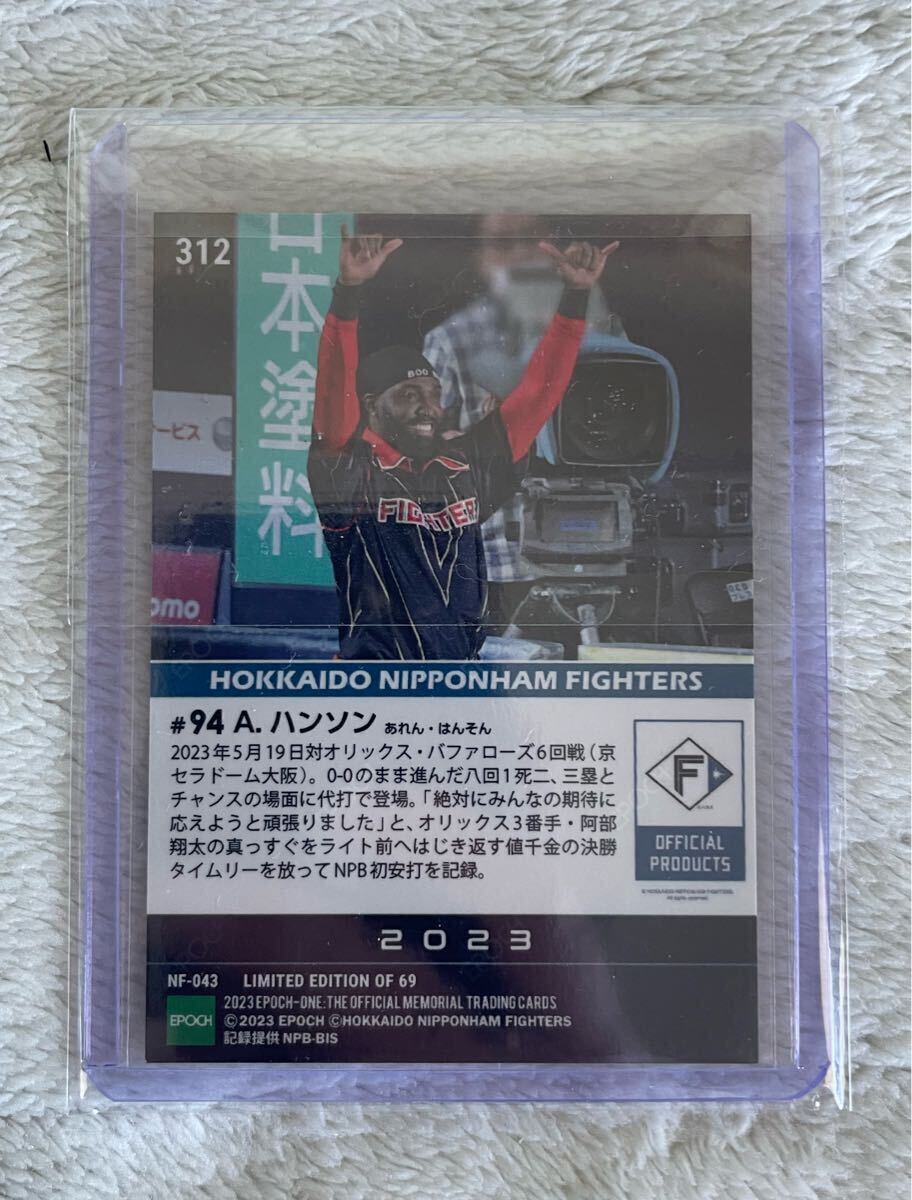 312
日本塗料
ービス
omo
BOO
FIGHTERS
HOKKAIDO NIPPONHAM FIGHTERS
#94 A. ハンソン あれん・はんそん
2023年5月19日対オリックス・バファローズ6回戦（京
セラドーム大阪）。0-0のまま進んだ八回1死二、三塁と
チャンスの場面に代打で登場。「絶対にみんなの期待に
応えようと頑張りました」と、オリックス3番手・阿部
翔太の真っすぐをライト前へはじき返す値千金の決勝
タイムリーを放ってNPB初安打を記録。
F
OFFICIAL
PRODUCTS
© HOKKAIDO NIPPONHAM FIGHTERS.
All rights reserved.
2023
NF-043 LIMITED EDITION OF 69
EPOCH
2023 EPOCH-ONE: THE OFFICIAL MEMORIAL TRADING CARDS
©2023 EPOCH ©HOKKAIDO NIPPONHAM FIGHTERS
記録提供 NPB-BIS